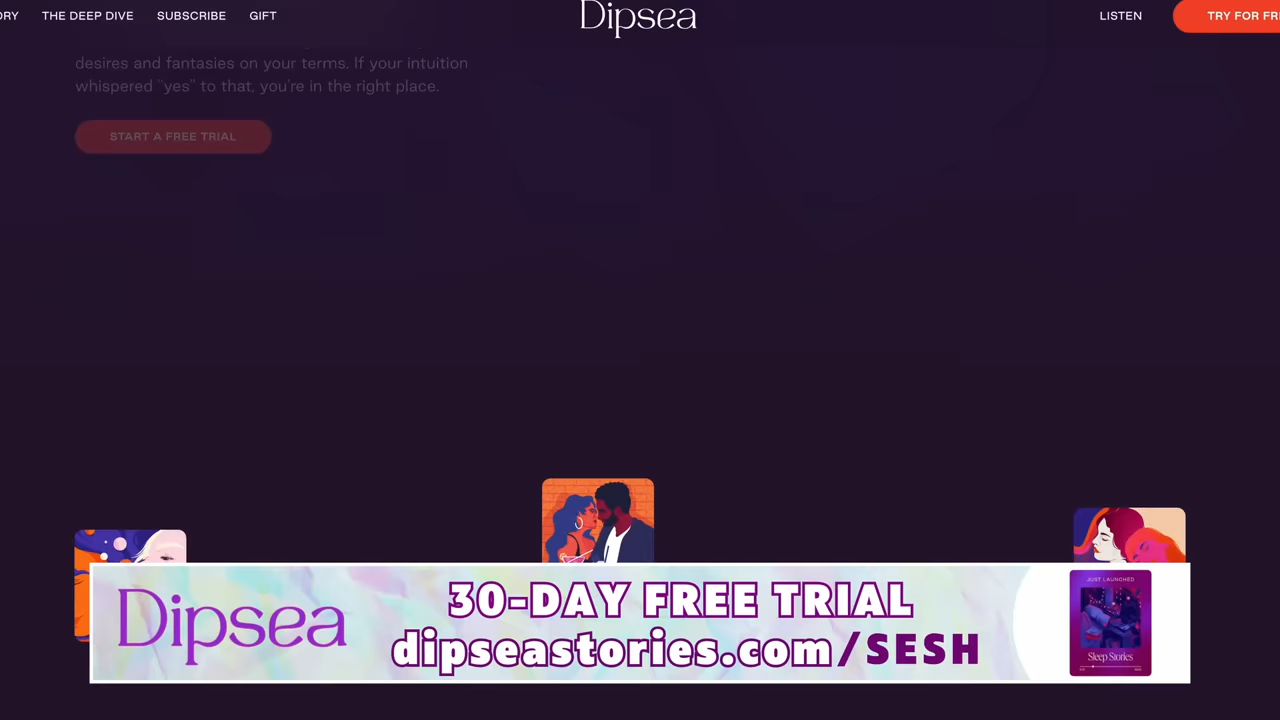 ORY THE DEEP DIVE SUBSCRIBE GIFT Dipsea LISTEN TRY FOR FRE
desires and fantasies on your terms. If your intuition
whispered "yes" to that, you're in the right place.
START A FREE TRIAL
Dipsea
30-DAY FREE TRIAL
dipseastories.com/SESH
JUST LAUNCHED
Sleep Stories